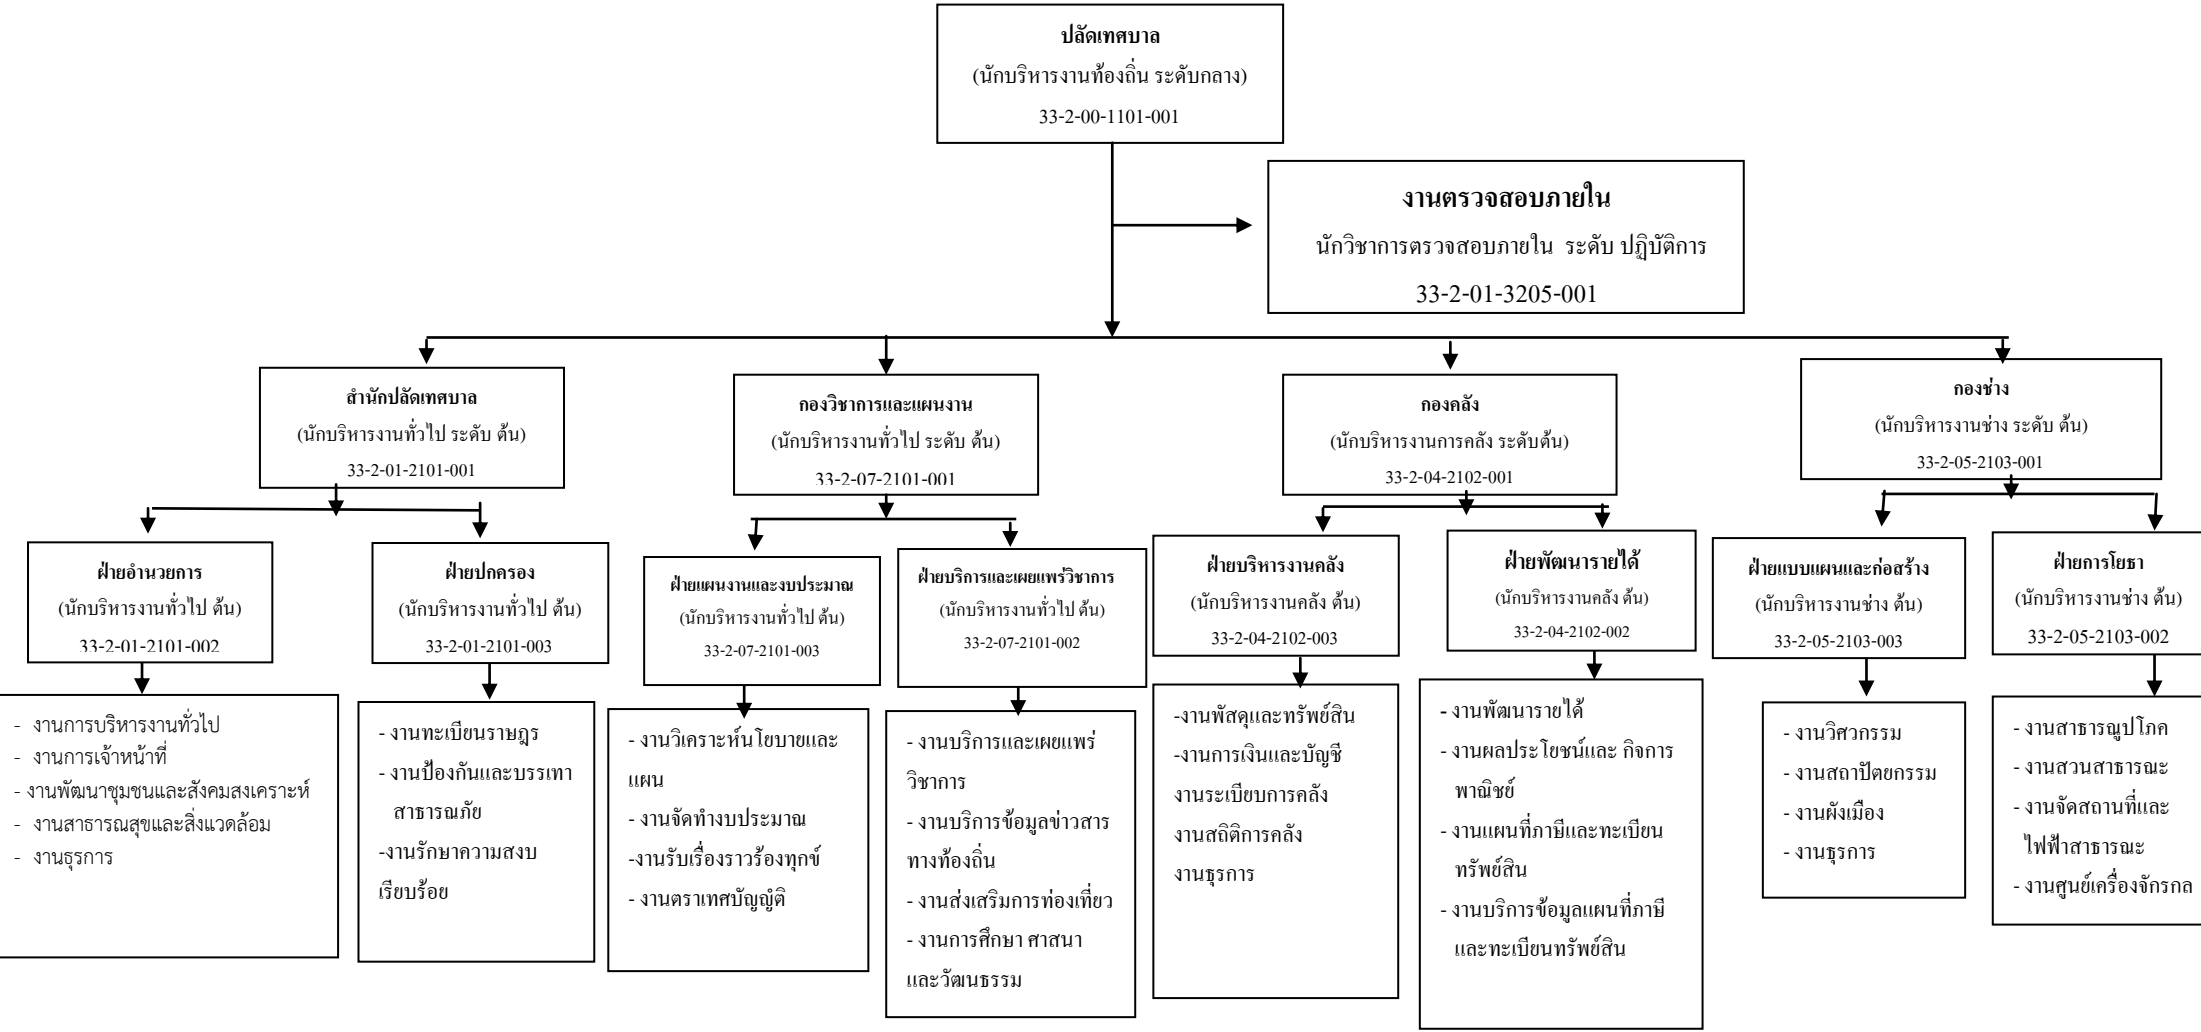 ปลัดเทศบาล
(นักบริหารงานท้องถิ่น ระดับกลาง)
33-2-00-1101-001
งานตรวจสอบภายใน
นักวิชาการตรวจสอบภายใน ระดับ ปฏิบัติการ
33-2-01-3205-001
สำนักปลัดเทศบาล
(นักบริหารงานทั่วไป ระดับ ต้น)
33-2-01-2101-001
กองวิชาการและแผนงาน
(นักบริหารงานทั่วไป ระดับ ต้น)
33-2-07-2101-001
กองคลัง
(นักบริหารงานการคลัง ระดับต้น)
33-2-04-2102-001
กองช่าง
(นักบริหารงานช่าง ระดับ ต้น)
33-2-05-2103-001
ฝ่ายอำนวยการ
(นักบริหารงานทั่วไป ต้น)
33-2-01-2101-002
ฝ่ายปกครอง
(นักบริหารงานทั่วไป ต้น)
33-2-01-2101-003
ฝ่ายแผนงานและงบประมาณ
(นักบริหารงานทั่วไป ต้น)
33-2-07-2101-003
ฝ่ายบริการและเผยแพร่วิชาการ
(นักบริหารงานทั่วไป ต้น)
33-2-07-2101-002
ฝ่ายบริหารงานคลัง
(นักบริหารงานคลัง ต้น)
33-2-04-2102-003
ฝ่ายพัฒนารายได้
(นักบริหารงานคลัง ต้น)
33-2-04-2102-002
ฝ่ายแบบแผนและก่อสร้าง
(นักบริหารงานช่าง ต้น)
33-2-05-2103-003
ฝ่ายการโยธา
(นักบริหารงานช่าง ต้น)
33-2-05-2103-002
- งานการบริหารงานทั่วไป
- งานการเจ้าหน้าที่
- งานพัฒนาชุมชนและสังคมสงเคราะห์
- งานสาธารณสุขและสิ่งแวดล้อม
- งานธุรการ
- งานทะเบียนราษฎร
- งานป้องกันและบรรเทา
สาธารณภัย
-งานรักษาความสงบ
เรียบร้อย
- งานวิเคราะห์นโยบายและ
แผน
- งานจัดทำงบประมาณ
-งานรับเรื่องราวร้องทุกข์
- งานตราเทศบัญญัติ
- งานบริการและเผยแพร่
วิชาการ
- งานบริการข้อมูลข่าวสาร
ทางท้องถิ่น
- งานส่งเสริมการท่องเที่ยว
- งานการศึกษา ศาสนา
และวัฒนธรรม
-งานพัสดุและทรัพย์สิน
-งานการเงินและบัญชี
งานระเบียบการคลัง
งานสถิติการคลัง
งานธุรการ
- งานพัฒนารายได้
- งานผลประโยชน์และ กิจการ
พาณิชย์
- งานแผนที่ภาษีและทะเบียน
ทรัพย์สิน
- งานบริการข้อมูลแผนที่ภาษี
และทะเบียนทรัพย์สิน
- งานวิศวกรรม
- งานสถาปัตยกรรม
- งานผังเมือง
- งานธุรการ
- งานสาธารณูปโภค
- งานสวนสาธารณะ
- งานจัดสถานที่และ
ไฟฟ้าสาธารณะ
- งานศูนย์เครื่องจักรกล